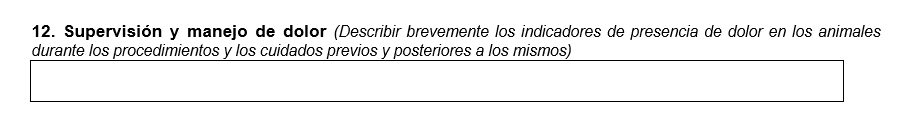 12. Supervisión y manejo de dolor (Describir brevemente los indicadores de presencia de dolor en los animales
durante los procedimientos y los cuidados previos y posteriores a los mismos)